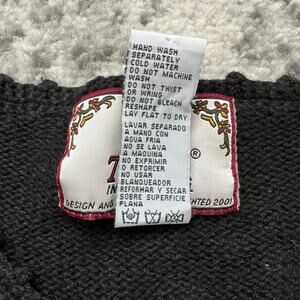 HAND WASH
SEPARATELY
COLD WATER
DO NOT MACHINE
WASH
DO NOT TWIST
OR WRING
DO NOT BLEACH
RESHAPE
LAY FLAT TO DRY.
LAVAR SEPARADO
A MANO CON
AGUA FRIA
NO SE LAVA
A MAQUINA
NO EXPRIMIR
O RETORCER
NO USAR
BLANQUEADOR
REFORMAR Y SECAR
SOBRE SUPERFICIE
PLANA
®
DESIGN AND
2001